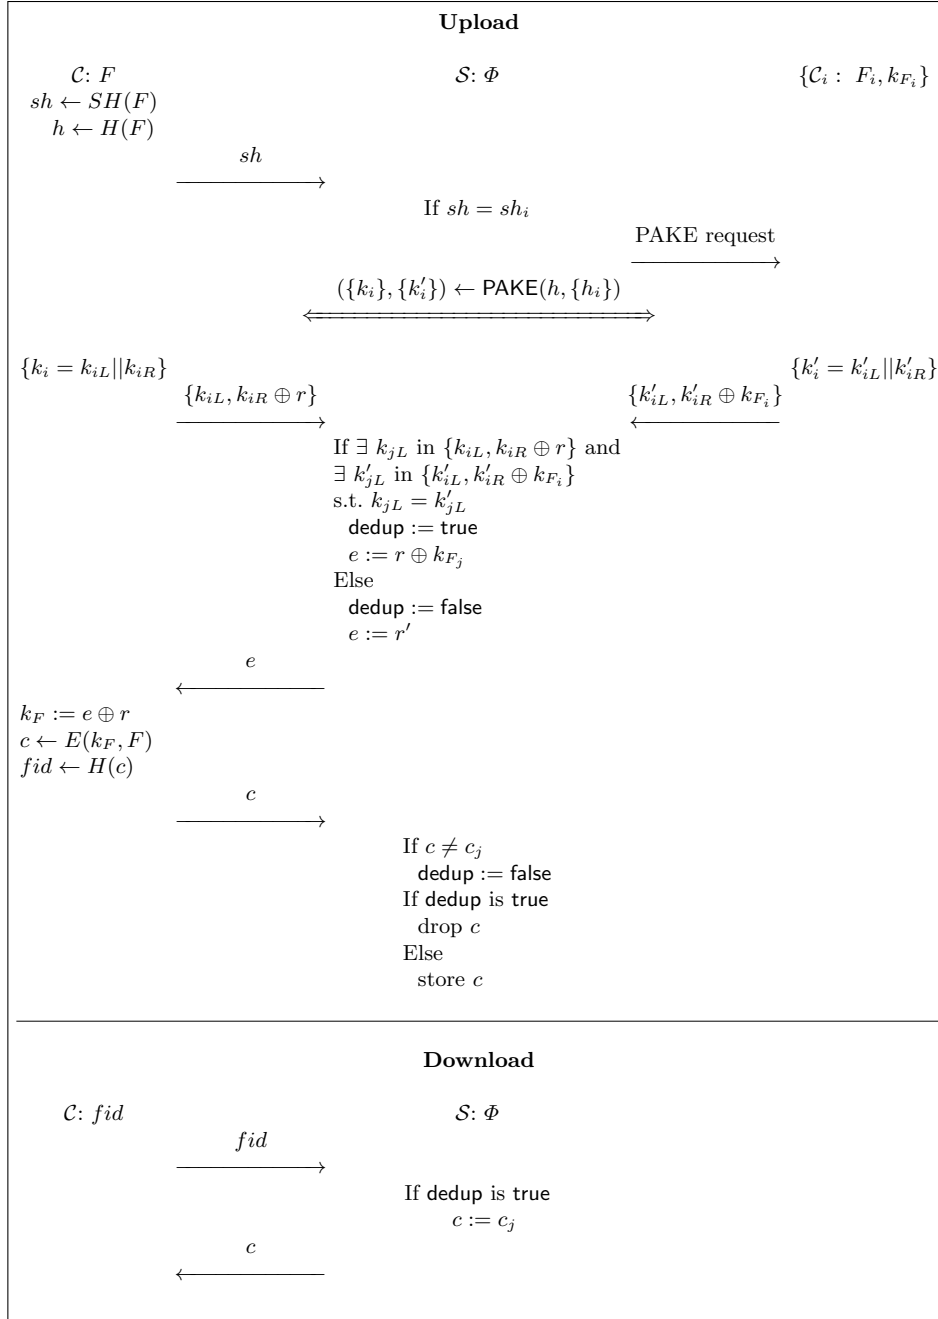 Upload
𝒞: F    𝒮: Φ    {𝒞_i : F_i, k_{F_i}}
sh ← SH(F)
h ← H(F)
sh
If sh = sh_i
PAKE request
({k_i}, {k'_i}) ← PAKE(h, {h_i})
{k_i = k_{iL}||k_{iR}}    {k'_i = k'_{iL}||k'_{iR}}
{k_{iL}, k_{iR} ⊕ r}    {k'_{iL}, k'_{iR} ⊕ k_{F_i}}
If ∃ k_{jL} in {k_{iL}, k_{iR} ⊕ r} and
∃ k'_{jL} in {k'_{iL}, k'_{iR} ⊕ k_{F_i}}
s.t. k_{jL} = k'_{jL}
dedup := true
e := r ⊕ k_{F_j}
Else
dedup := false
e := r'
e
k_F := e ⊕ r
c ← E(k_F, F)
fid ← H(c)
c
If c ≠ c_j
dedup := false
If dedup is true
drop c
Else
store c
Download
𝒞: fid    𝒮: Φ
fid
If dedup is true
c := c_j
c